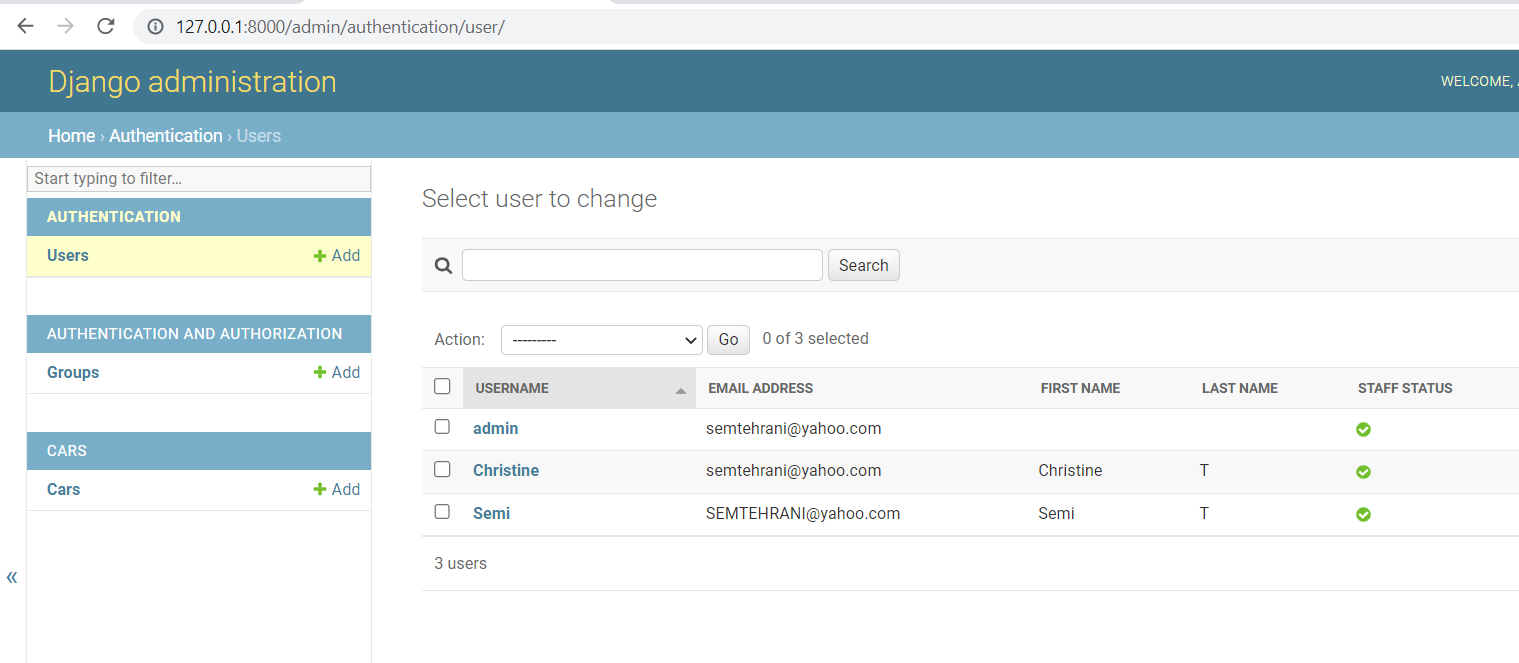 127.0.0.1:8000/admin/authentication/user/
Django administration
WELCOME,
Home › Authentication › Users
Start typing to filter...
AUTHENTICATION
Users + Add
AUTHENTICATION AND AUTHORIZATION
Groups + Add
CARS
Cars + Add
«
Select user to change
Search
Action: --------- Go 0 of 3 selected
USERNAME EMAIL ADDRESS FIRST NAME LAST NAME STAFF STATUS
admin semtehrani@yahoo.com
Christine semtehrani@yahoo.com Christine T
Semi SEMTEHRANI@yahoo.com Semi T
3 users